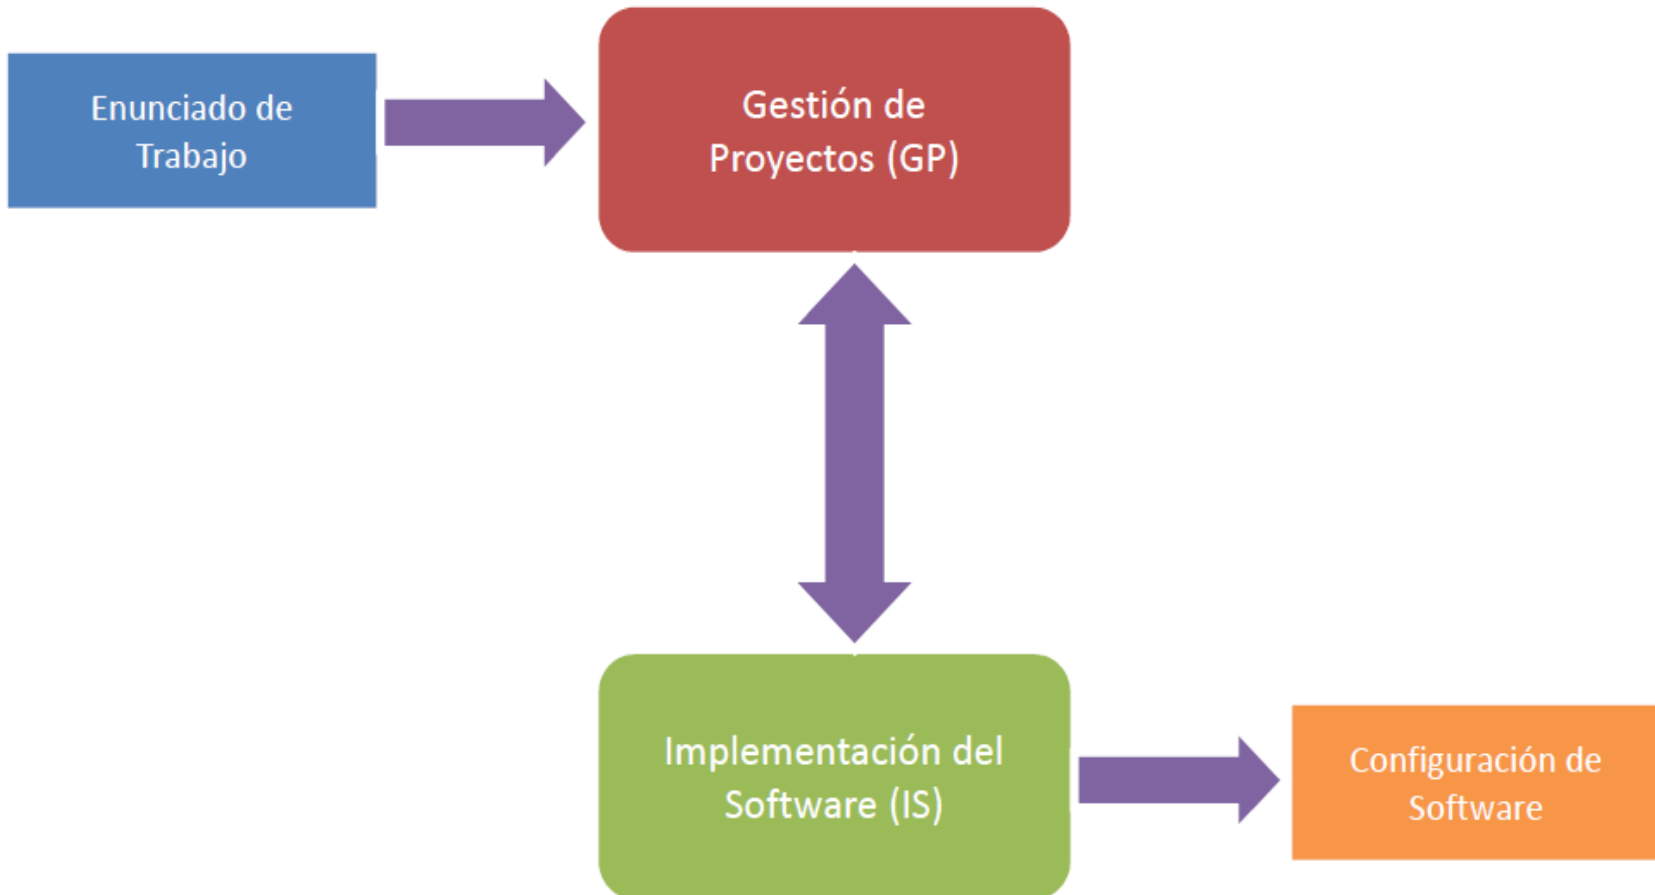 Enunciado de
Trabajo
Gestión de
Proyectos (GP)
Implementación del
Software (IS)
Configuración de
Software